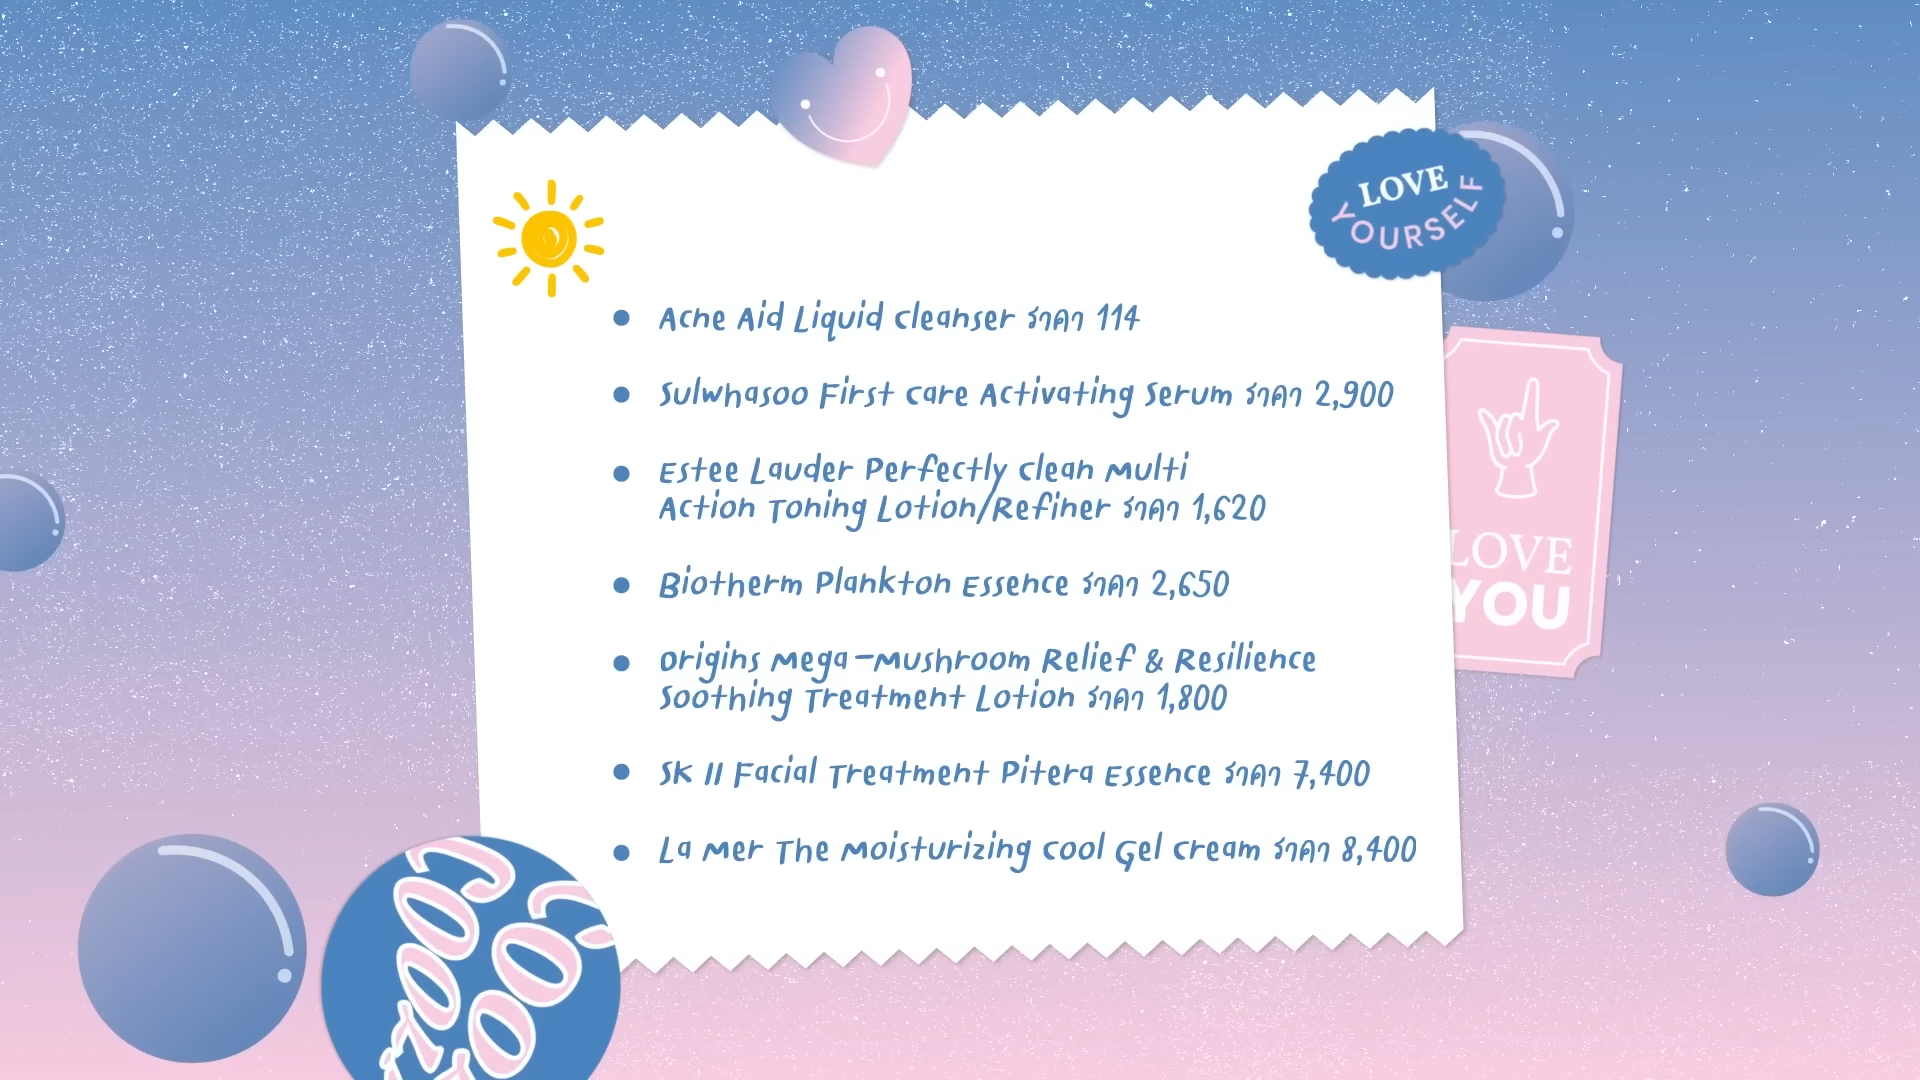 LOVE
YOURSELF
Acne Aid Liquid cleanser ราคา 114
Sulwhasoo First care Activating Serum ราคา 2,900
Estee Lauder Perfectly clean Multi
Action Toning Lotion/Refiner ราคา 1,620
Biotherm Plankton Essence ราคา 2,650
Origins Mega-Mushroom Relief & Resilience
Soothing Treatment Lotion ราคา 1,800
SK II Facial Treatment Pitera Essence ราคา 7,400
La Mer The Moisturizing Cool Gel cream ราคา 8,400
LOVE
YOU